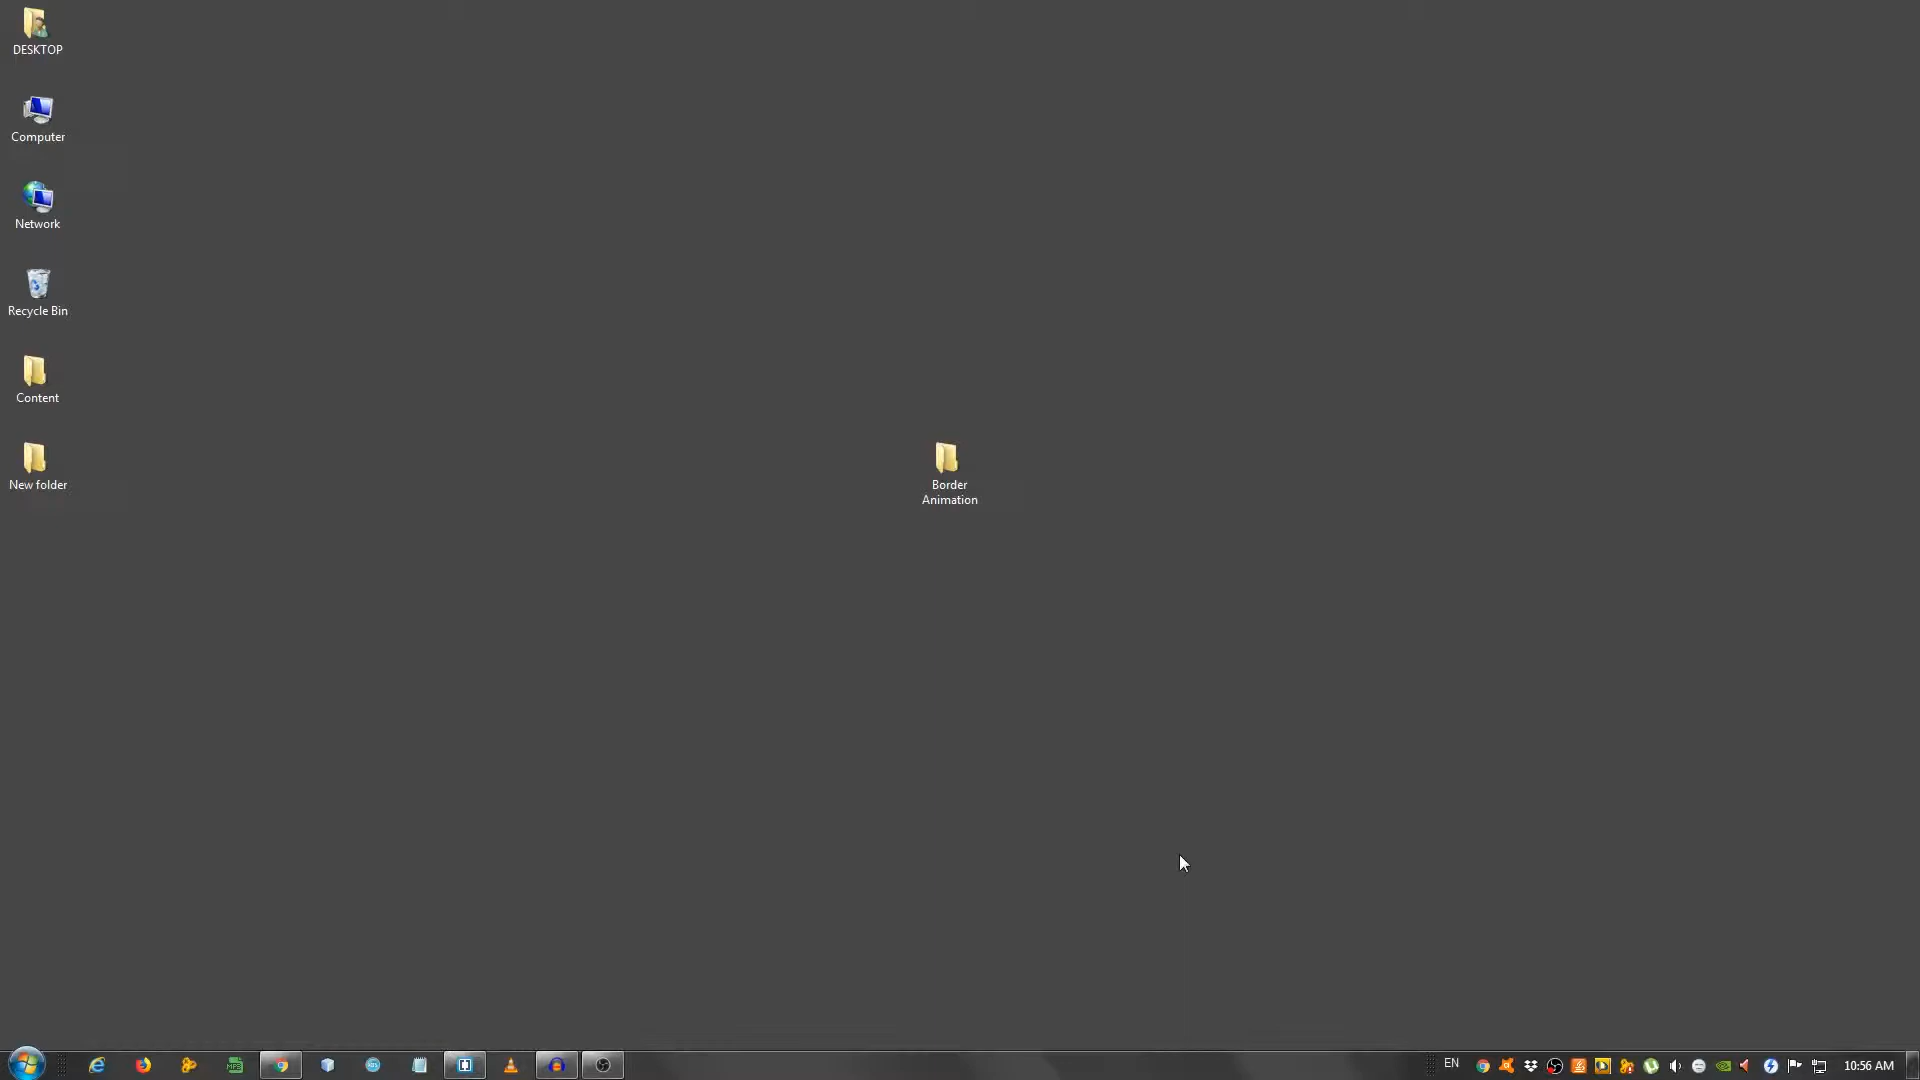 DESKTOP
Computer
Network
Recycle Bin
Content
New folder
Border
Animation
EN
10:56 AM